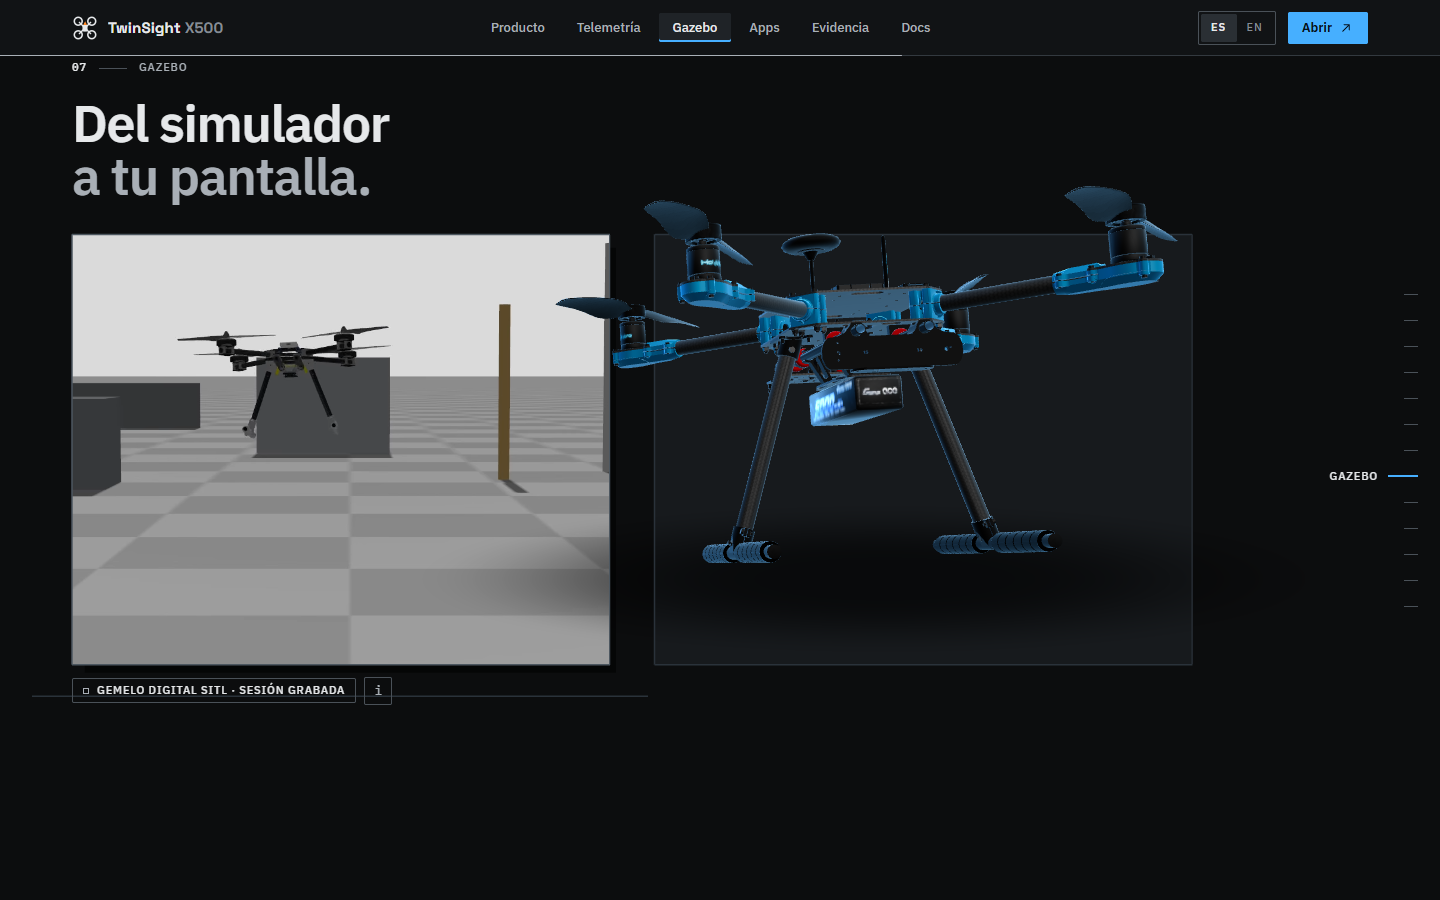 TwinSight X500
Producto
Telemetría
Gazebo
Apps
Evidencia
Docs
ES
EN
Abrir
07
GAZEBO
Del simulador
a tu pantalla.
GAZEBO
GEMELO DIGITAL SITL · SESIÓN GRABADA
i